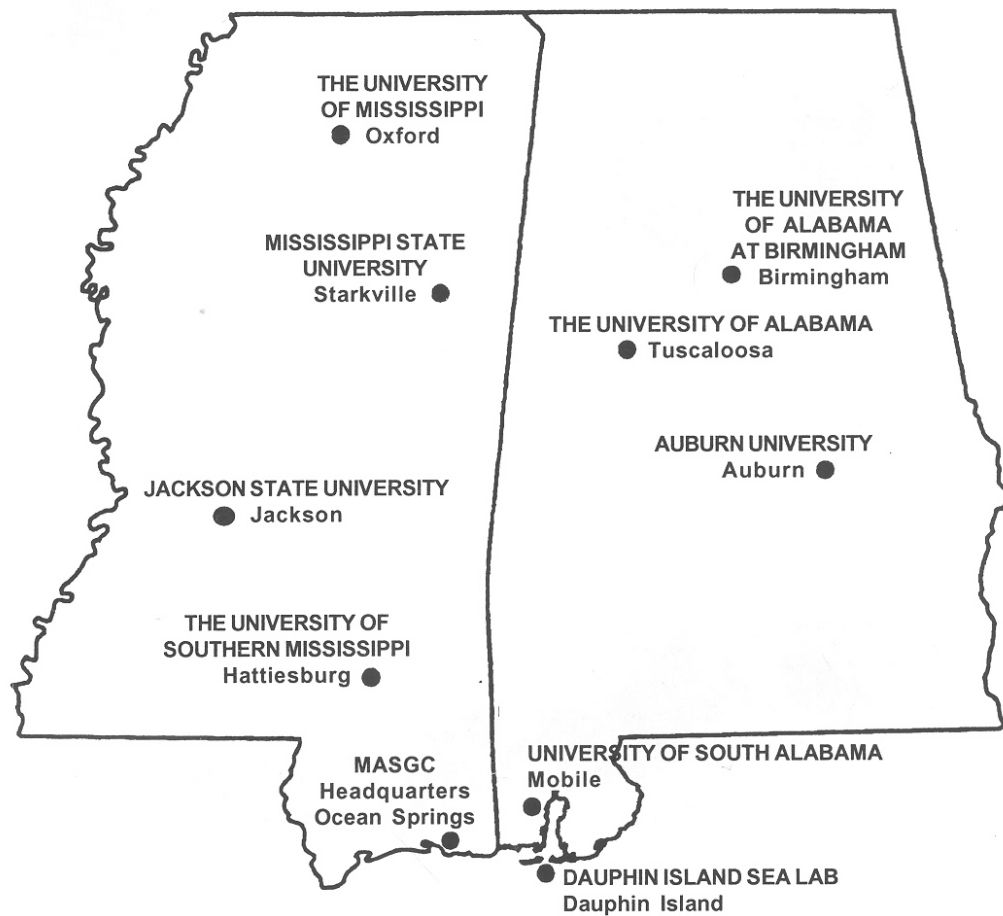 THE UNIVERSITY
OF MISSISSIPPI
Oxford
THE UNIVERSITY
OF ALABAMA
AT BIRMINGHAM
Birmingham
MISSISSIPPI STATE
UNIVERSITY
Starkville
THE UNIVERSITY OF ALABAMA
Tuscaloosa
AUBURN UNIVERSITY
Auburn
JACKSON STATE UNIVERSITY
Jackson
THE UNIVERSITY OF
SOUTHERN MISSISSIPPI
Hattiesburg
MASGC
Headquarters
Ocean Springs
UNIVERSITY OF SOUTH ALABAMA
Mobile
DAUPHIN ISLAND SEA LAB
Dauphin Island